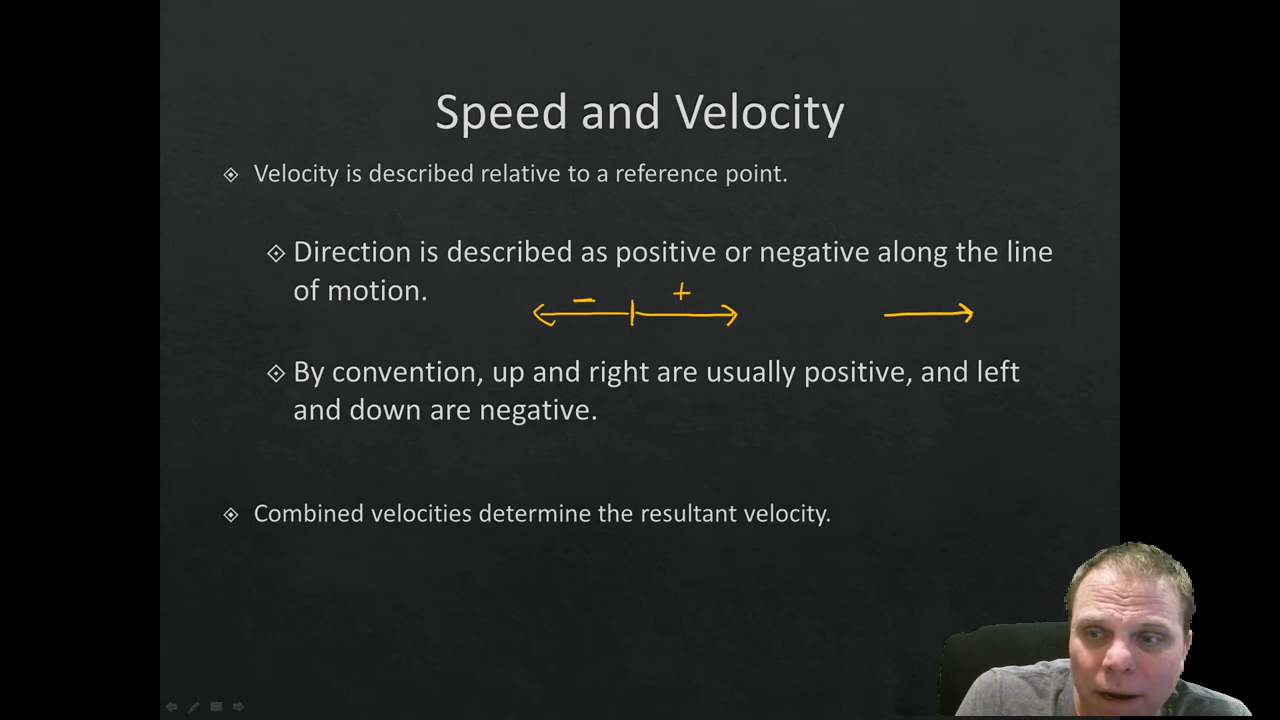 Speed and Velocity
Velocity is described relative to a reference point.
Direction is described as positive or negative along the line
of motion.
− +
By convention, up and right are usually positive, and left
and down are negative.
Combined velocities determine the resultant velocity.